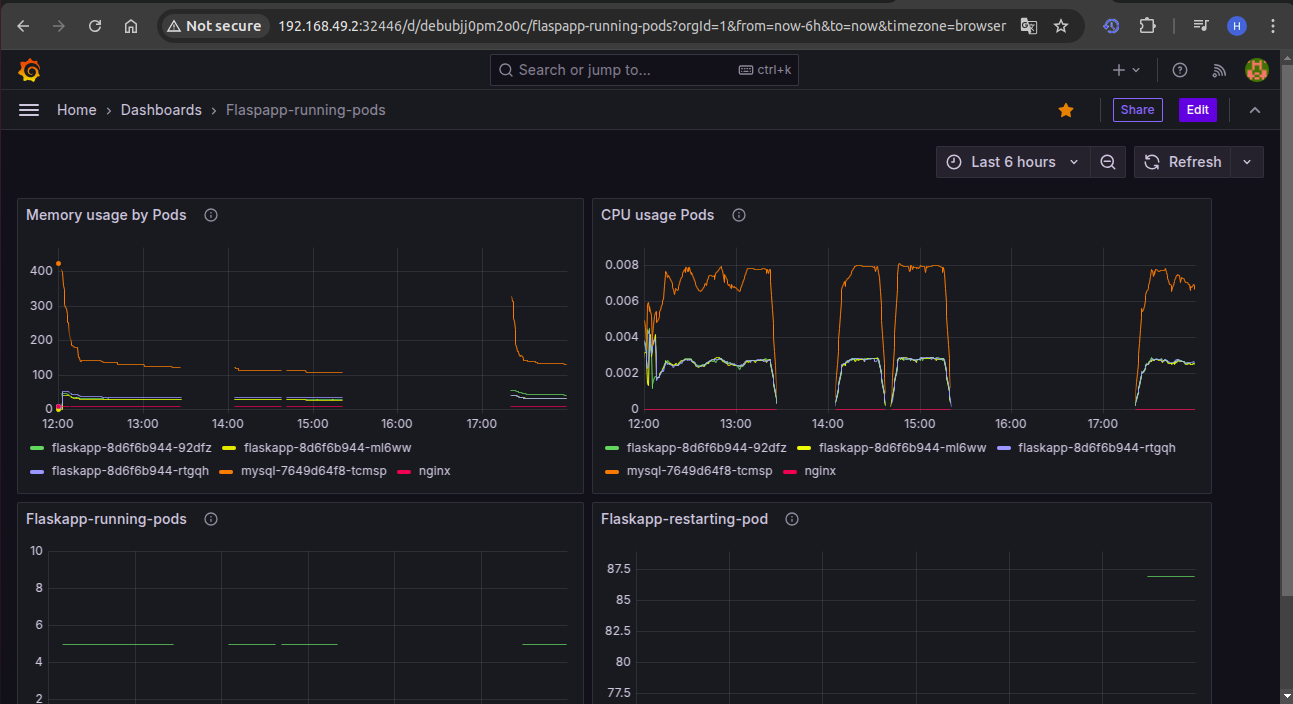 Not secure 192.168.49.2:32446/d/debubjj0pm2o0c/flaspapp-running-pods?orgId=1&from=now-6h&to=now&timezone=browser H
Search or jump to... ctrl+k
Home › Dashboards › Flaspapp-running-pods Share Edit
Last 6 hours Refresh
Memory usage by Pods
400
300
200
100
0
12:00 13:00 14:00 15:00 16:00 17:00
flaskapp-8d6f6b944-92dfz flaskapp-8d6f6b944-ml6ww
flaskapp-8d6f6b944-rtgqh mysql-7649d64f8-tcmsp nginx
CPU usage Pods
0.008
0.006
0.004
0.002
0
12:00 13:00 14:00 15:00 16:00 17:00
flaskapp-8d6f6b944-92dfz flaskapp-8d6f6b944-ml6ww flaskapp-8d6f6b944-rtgqh
mysql-7649d64f8-tcmsp nginx
Flaskapp-running-pods
10
8
6
4
2
Flaskapp-restarting-pod
87.5
85
82.5
80
77.5